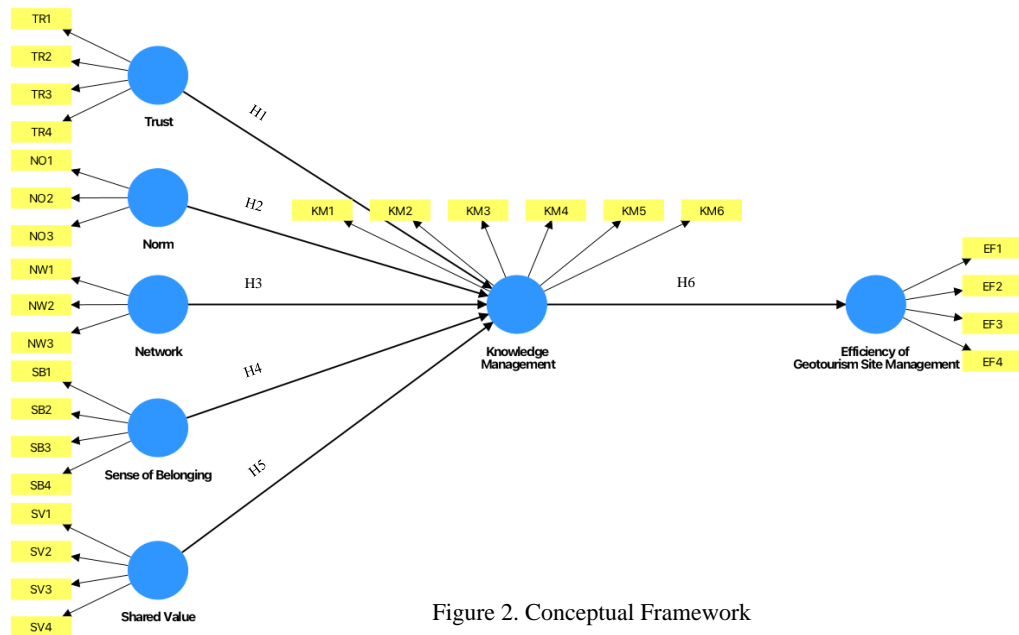 TR1
TR2
TR3
TR4
Trust
H1
NO1
NO2
NO3
Norm
H2
KM1
KM2
KM3
KM4
KM5
KM6
NW1
NW2
NW3
Network
H3
Knowledge
Management
H6
EF1
EF2
EF3
EF4
Efficiency of
Geotourism Site Management
SB1
SB2
SB3
SB4
Sense of Belonging
H4
SV1
SV2
SV3
SV4
Shared Value
H5
Figure 2. Conceptual Framework